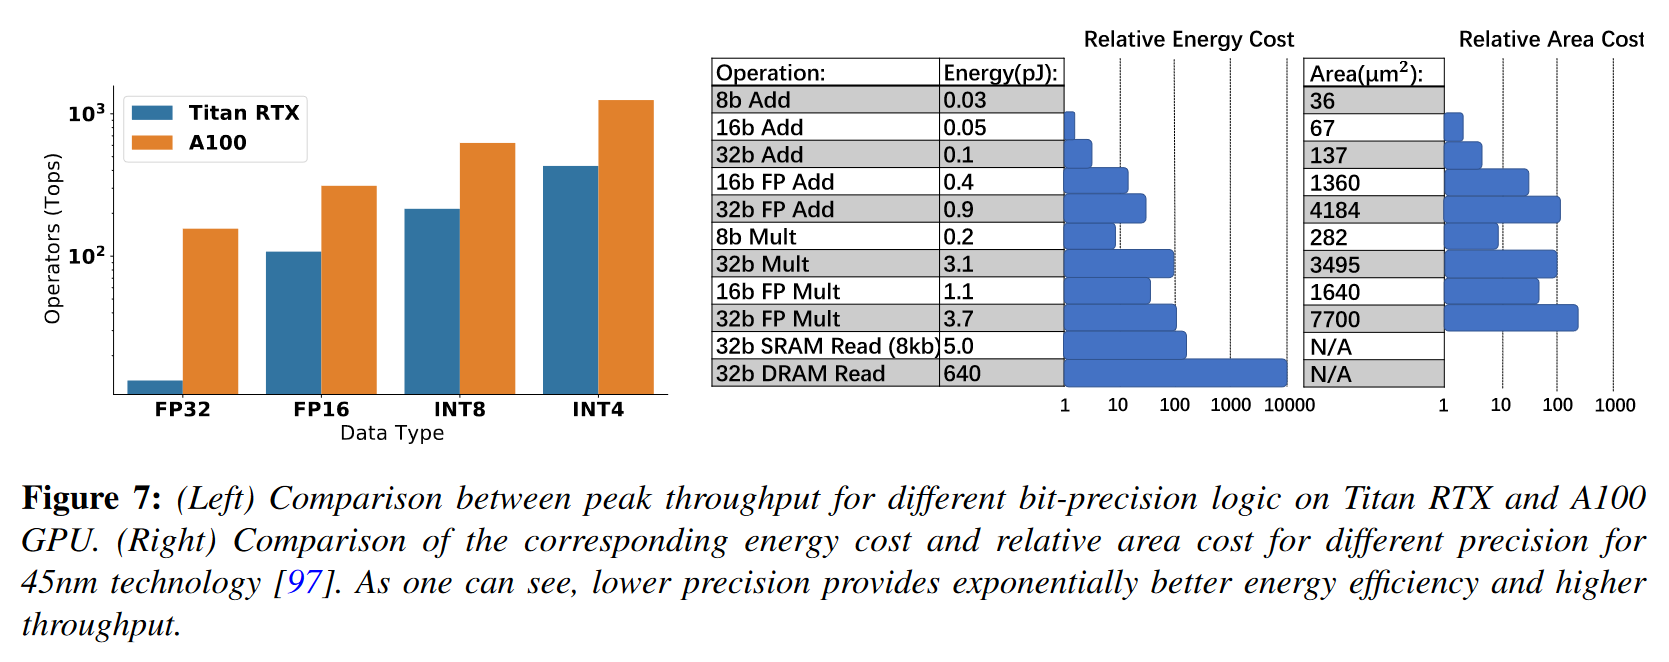 Relative Energy Cost
Relative Area Cost
10³
10²
Operators (Tops)
Titan RTX
A100
FP32 FP16 INT8 INT4
Data Type
Operation: Energy(pJ): Area(μm²):
8b Add 0.03 36
16b Add 0.05 67
32b Add 0.1 137
16b FP Add 0.4 1360
32b FP Add 0.9 4184
8b Mult 0.2 282
32b Mult 3.1 3495
16b FP Mult 1.1 1640
32b FP Mult 3.7 7700
32b SRAM Read (8kb) 5.0 N/A
32b DRAM Read 640 N/A
1 10 100 1000 10000
1 10 100 1000
Figure 7: (Left) Comparison between peak throughput for different bit-precision logic on Titan RTX and A100
GPU. (Right) Comparison of the corresponding energy cost and relative area cost for different precision for
45nm technology [97]. As one can see, lower precision provides exponentially better energy efficiency and higher
throughput.